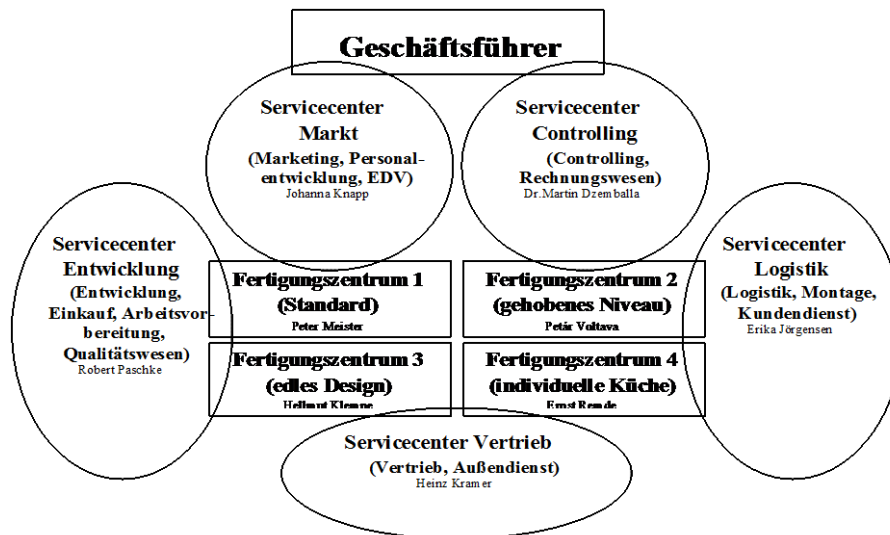 Geschäftsführer
Servicecenter
Markt
(Marketing, Personal-
entwicklung, EDV)
Johanna Knapp
Servicecenter
Controlling
(Controlling,
Rechnungswesen)
Dr.Martin Dzemballa
Servicecenter
Entwicklung
(Entwicklung,
Einkauf, Arbeitsvor-
bereitung,
Qualitätswesen)
Robert Paschke
Fertigungszentrum 1
(Standard)
Peter Meister
Fertigungszentrum 2
(gehobenes Niveau)
Petár Voltava
Servicecenter
Logistik
(Logistik, Montage,
Kundendienst)
Erika Jörgensen
Fertigungszentrum 3
(edles Design)
Hellmut
Fertigungszentrum 4
(individuelle Küche)
Ernst
Servicecenter Vertrieb
(Vertrieb, Außendienst)
Heinz Kramer